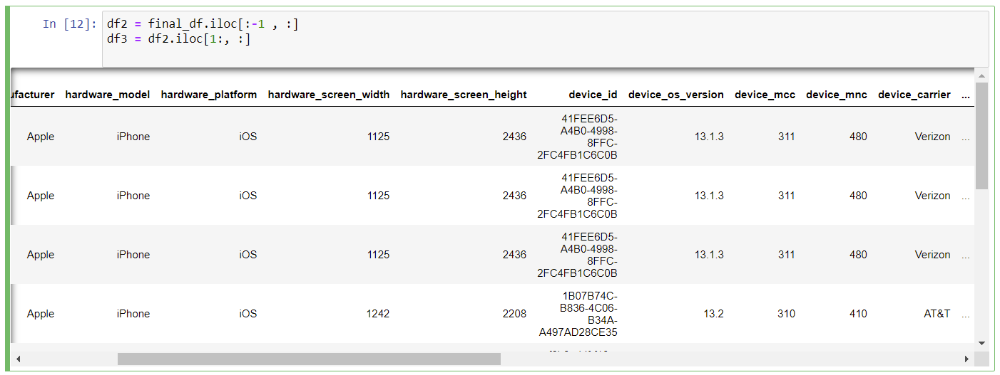 In [12]: df2 = final_df.iloc[:-1 , :]
df3 = df2.iloc[1:, :]
ufacturer hardware_model hardware_platform hardware_screen_width hardware_screen_height device_id device_os_version device_mcc device_mnc device_carrier ...
41FEE6D5-
A4B0-4998-
Apple iPhone iOS 1125 2436 13.1.3 311 480 Verizon ...
8FFC-
2FC4FB1C6C0B
41FEE6D5-
A4B0-4998-
Apple iPhone iOS 1125 2436 13.1.3 311 480 Verizon ...
8FFC-
2FC4FB1C6C0B
41FEE6D5-
A4B0-4998-
Apple iPhone iOS 1125 2436 13.1.3 311 480 Verizon ...
8FFC-
2FC4FB1C6C0B
1B07B74C-
B836-4C06-
Apple iPhone iOS 1242 2208 13.2 310 410 AT&T ...
B34A-
A497AD28CE35